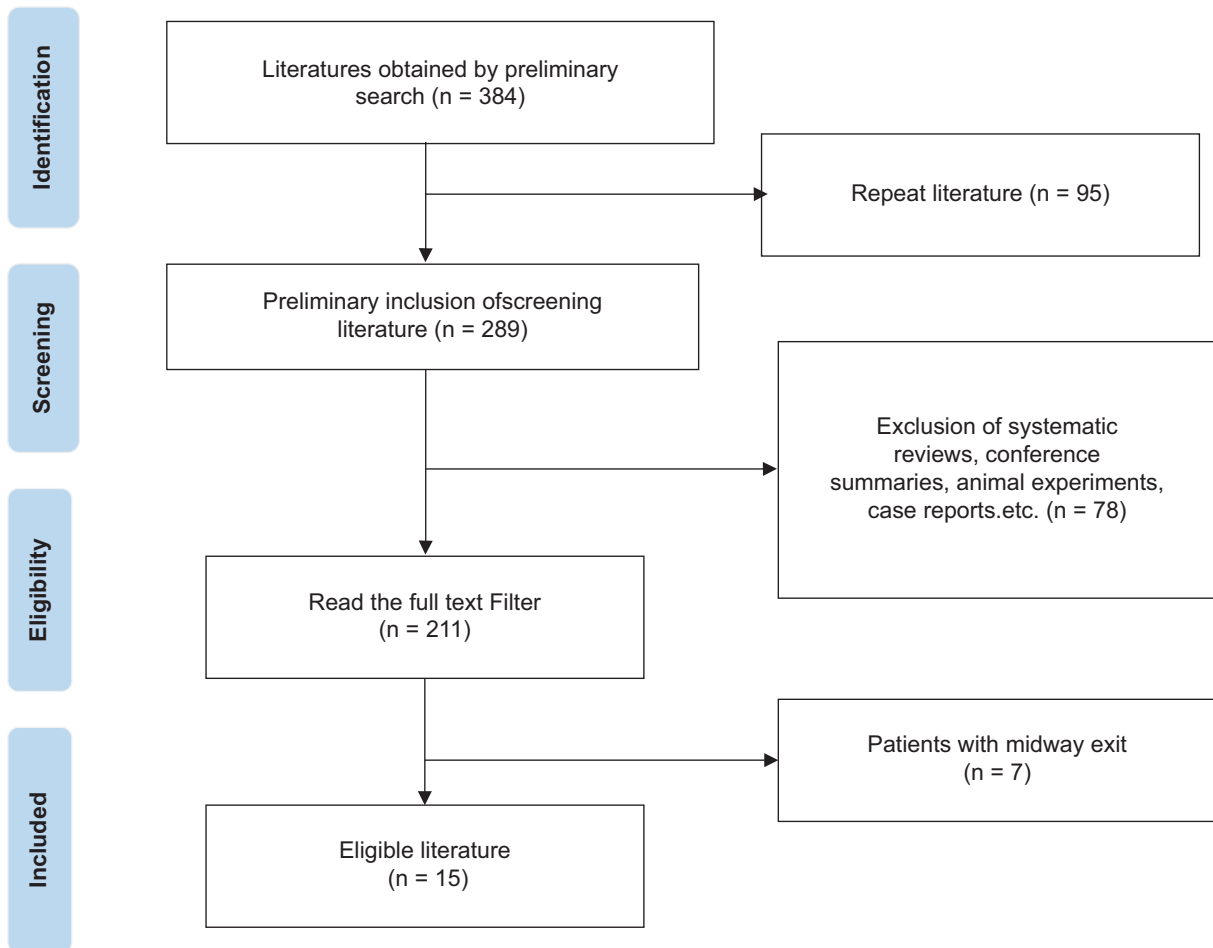 Identification
Literatures obtained by preliminary
search (n = 384)
Repeat literature (n = 95)
Screening
Preliminary inclusion ofscreening
literature (n = 289)
Exclusion of systematic
reviews, conference
summaries, animal experiments,
case reports.etc. (n = 78)
Eligibility
Read the full text Filter
(n = 211)
Patients with midway exit
(n = 7)
Included
Eligible literature
(n = 15)